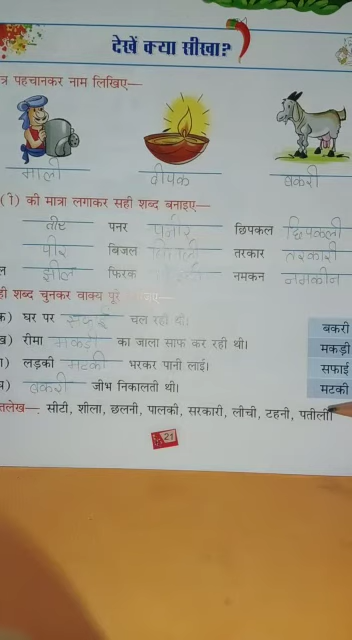 देखें क्या सीखा?
त्र पहचानकर नाम लिखिए—
माली दीपक बकरी
(ी) की मात्रा लगाकर सही शब्द बनाइए—
वीर पनर पनीर छिपकल छिपकली
पीर बिजल बिजली तरकार तरकारी
ल झील फिरक नमकन नमकीन
ही शब्द चुनकर वाक्य पूरे
क) घर पर सफाई चल रही थी। बकरी
ख) रीमा मकड़ी का जाला साफ कर रही थी। मकड़ी
ग) लड़की मटकी भरकर पानी लाई। सफाई
घ) बकरी जीभ निकालती थी। मटकी
तलेख— सीटी, शीला, छलनी, पालकी, सरकारी, लीची, टहनी, पतीली।
21